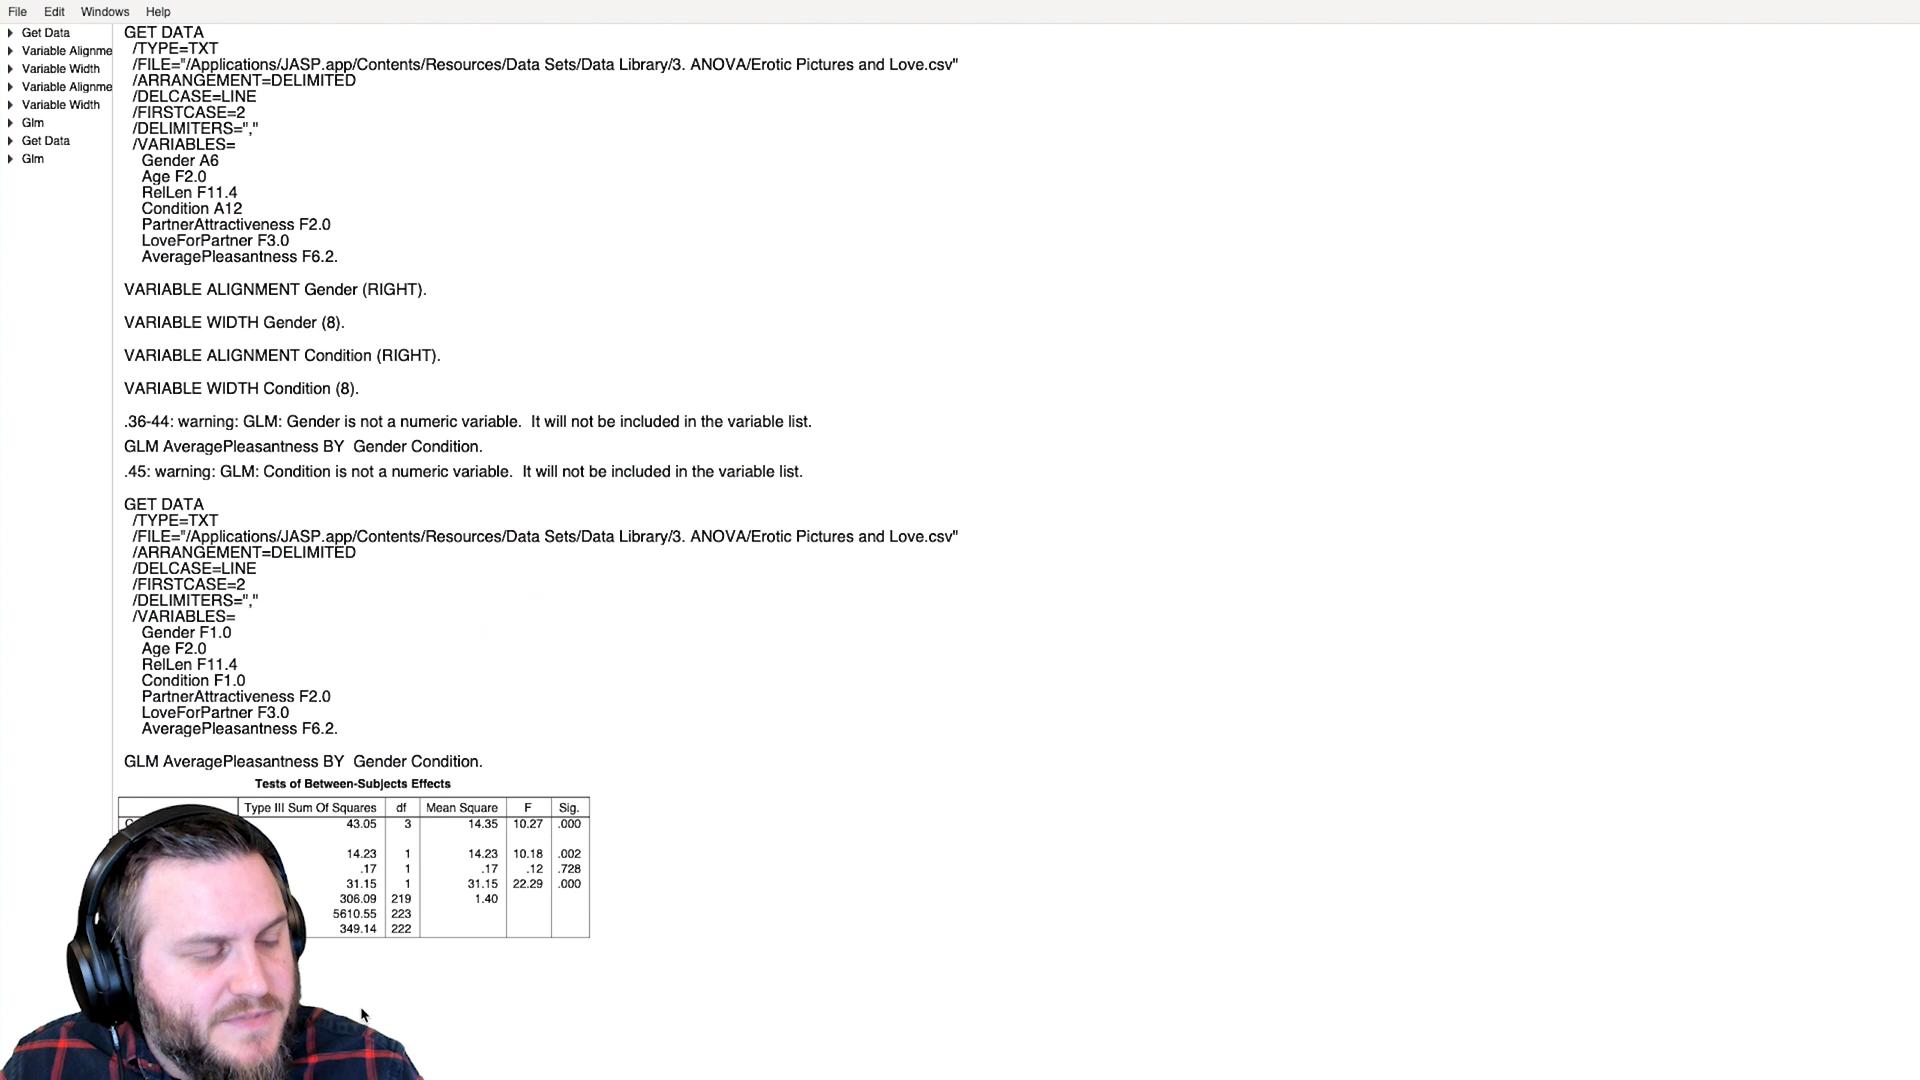 File Edit Windows Help
Get Data
Variable Alignme
Variable Width
Variable Alignme
Variable Width
Glm
Get Data
Glm
GET DATA
/TYPE=TXT
/FILE="/Applications/JASP.app/Contents/Resources/Data Sets/Data Library/3. ANOVA/Erotic Pictures and Love.csv"
/ARRANGEMENT=DELIMITED
/DELCASE=LINE
/FIRSTCASE=2
/DELIMITERS=","
/VARIABLES=
Gender A6
Age F2.0
RelLen F11.4
Condition A12
PartnerAttractiveness F2.0
LoveForPartner F3.0
AveragePleasantness F6.2.
VARIABLE ALIGNMENT Gender (RIGHT).
VARIABLE WIDTH Gender (8).
VARIABLE ALIGNMENT Condition (RIGHT).
VARIABLE WIDTH Condition (8).
.36-44: warning: GLM: Gender is not a numeric variable.  It will not be included in the variable list.
GLM AveragePleasantness BY  Gender Condition.
.45: warning: GLM: Condition is not a numeric variable.  It will not be included in the variable list.
GET DATA
/TYPE=TXT
/FILE="/Applications/JASP.app/Contents/Resources/Data Sets/Data Library/3. ANOVA/Erotic Pictures and Love.csv"
/ARRANGEMENT=DELIMITED
/DELCASE=LINE
/FIRSTCASE=2
/DELIMITERS=","
/VARIABLES=
Gender F1.0
Age F2.0
RelLen F11.4
Condition F1.0
PartnerAttractiveness F2.0
LoveForPartner F3.0
AveragePleasantness F6.2.
GLM AveragePleasantness BY  Gender Condition.
Tests of Between-Subjects Effects
Type III Sum Of Squares df Mean Square F Sig.
43.05 3 14.35 10.27 .000
14.23 1 14.23 10.18 .002
.17 1 .17 .12 .728
31.15 1 31.15 22.29 .000
306.09 219 1.40
5610.55 223
349.14 222